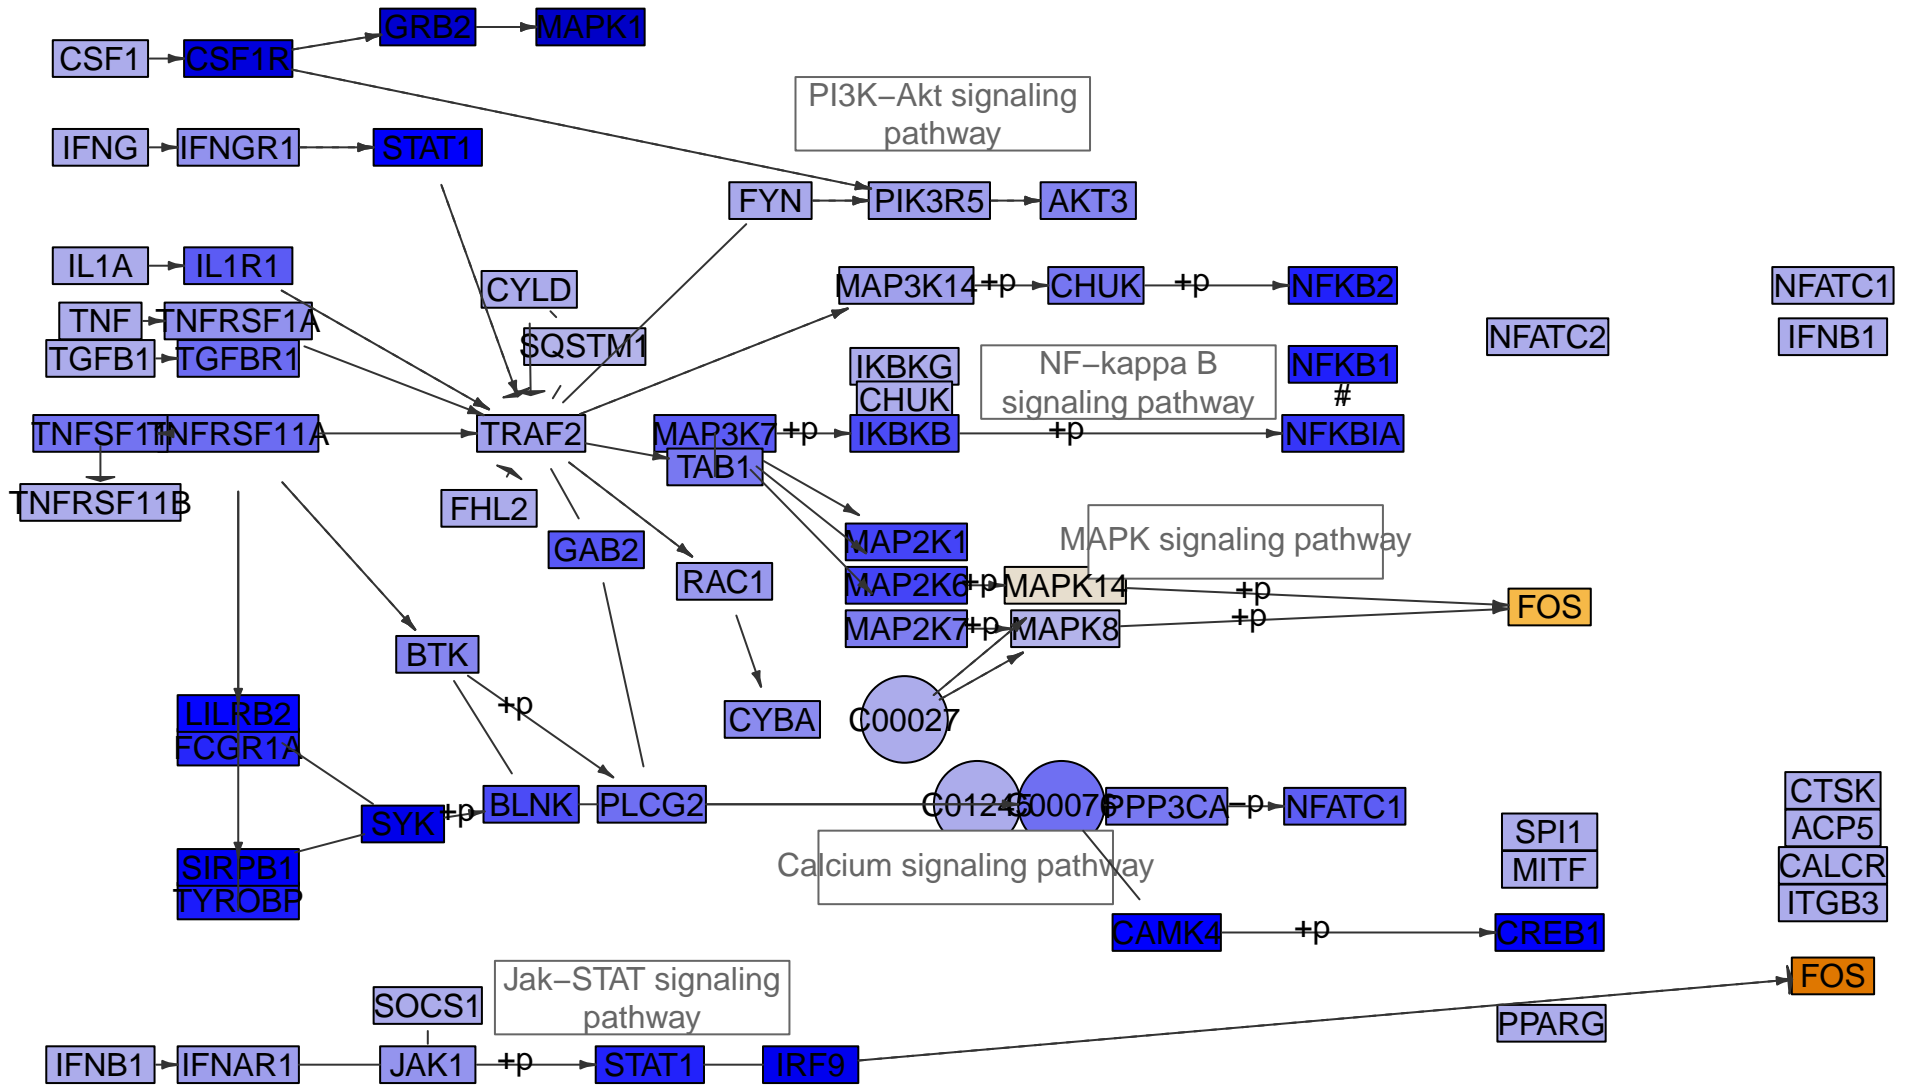 GRB2
MAPK1
CSF1
CSF1R
PI3K−Akt signaling
pathway
IFNG
IFNGR1
STAT1
FYN
PIK3R5
AKT3
IL1A
IL1R1
CYLD
MAP3K14
+p
CHUK
+p
NFKB2
NFATC1
TNF
TNFRSF1A
SQSTM1
NFATC2
IFNB1
TGFB1
TGFBR1
IKBKG
NF−kappa B
signaling pathway
NFKB1
#
CHUK
TNFSF11
TNFRSF11A
TRAF2
MAP3K7
+p
IKBKB
+p
NFKBIA
TAB1
TNFRSF11B
FHL2
GAB2
MAP2K1
MAPK signaling pathway
RAC1
MAP2K6
+p
MAPK14
+p
FOS
MAP2K7
+p
MAPK8
+p
BTK
+p
LILRB2
CYBA
C00027
FCGR1A
SYK
+p
BLNK
PLCG2
C01245
C00076
PPP3CA
−p
NFATC1
CTSK
SPI1
ACP5
SIRPB1
Calcium signaling pathway
MITF
CALCR
TYROBP
ITGB3
CAMK4
+p
CREB1
Jak−STAT signaling
pathway
FOS
SOCS1
PPARG
IFNB1
IFNAR1
JAK1
+p
STAT1
IRF9